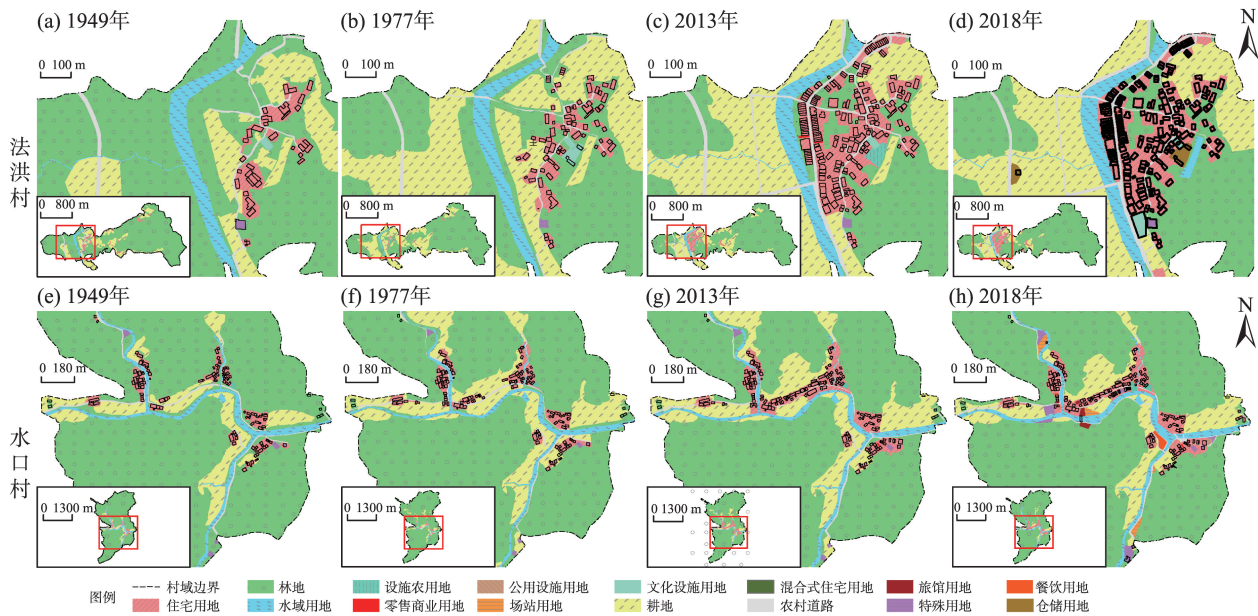 (a) 1949年
(b) 1977年
(c) 2013年
(d) 2018年
N
0 100 m
0 100 m
0 100 m
0 100 m
法洪村
0 800 m
0 800 m
0 800 m
0 800 m
(e) 1949年
(f) 1977年
(g) 2013年
(h) 2018年
N
0 180 m
0 180 m
0 180 m
0 180 m
水口村
0 1300 m
0 1300 m
0 1300 m
0 1300 m
图例
村域边界 林地 设施农用地 公用设施用地 文化设施用地 混合式住宅用地 旅馆用地 餐饮用地
住宅用地 水域用地 零售商业用地 场站用地 耕地 农村道路 特殊用地 仓储用地